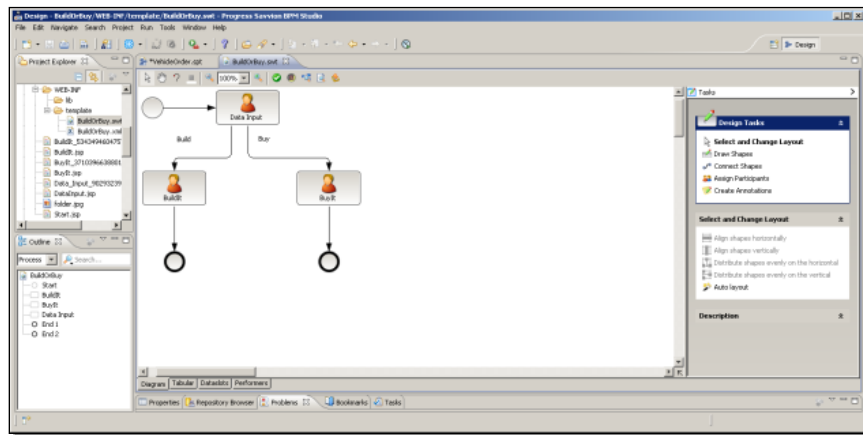 Design - BuildOrBuy/WEB-INF/template/BuildOrBuy.swt - Progress Savvion BPM Studio
File Edit Navigate Search Project Run Tools Window Help
Design
Project Explorer
*VehicleOrder.spt
BuildOrBuy.swt
100%
WEB-INF
lib
template
BuildOrBuy.swt
BuildOrBuy.xml
BuildIt.jsp
BuyIt.jsp
DataInput.jsp
folder.jpg
Start.jsp
Data Input
Build
Buy
BuildIt
BuyIt
Outline
Process
Search...
BuildOrBuy
Start
BuildIt
BuyIt
Data Input
End 1
End 2
Tasks
Design Tasks
Select and Change Layout
Draw Shapes
Connect Shapes
Assign Participants
Create Annotations
Select and Change Layout
Align shapes horizontally
Align shapes vertically
Distribute shapes evenly on the horizontal
Distribute shapes evenly on the vertical
Auto layout
Description
Diagram Tabular Dataslots Performers
Properties Repository Browser Problems Bookmarks Tasks